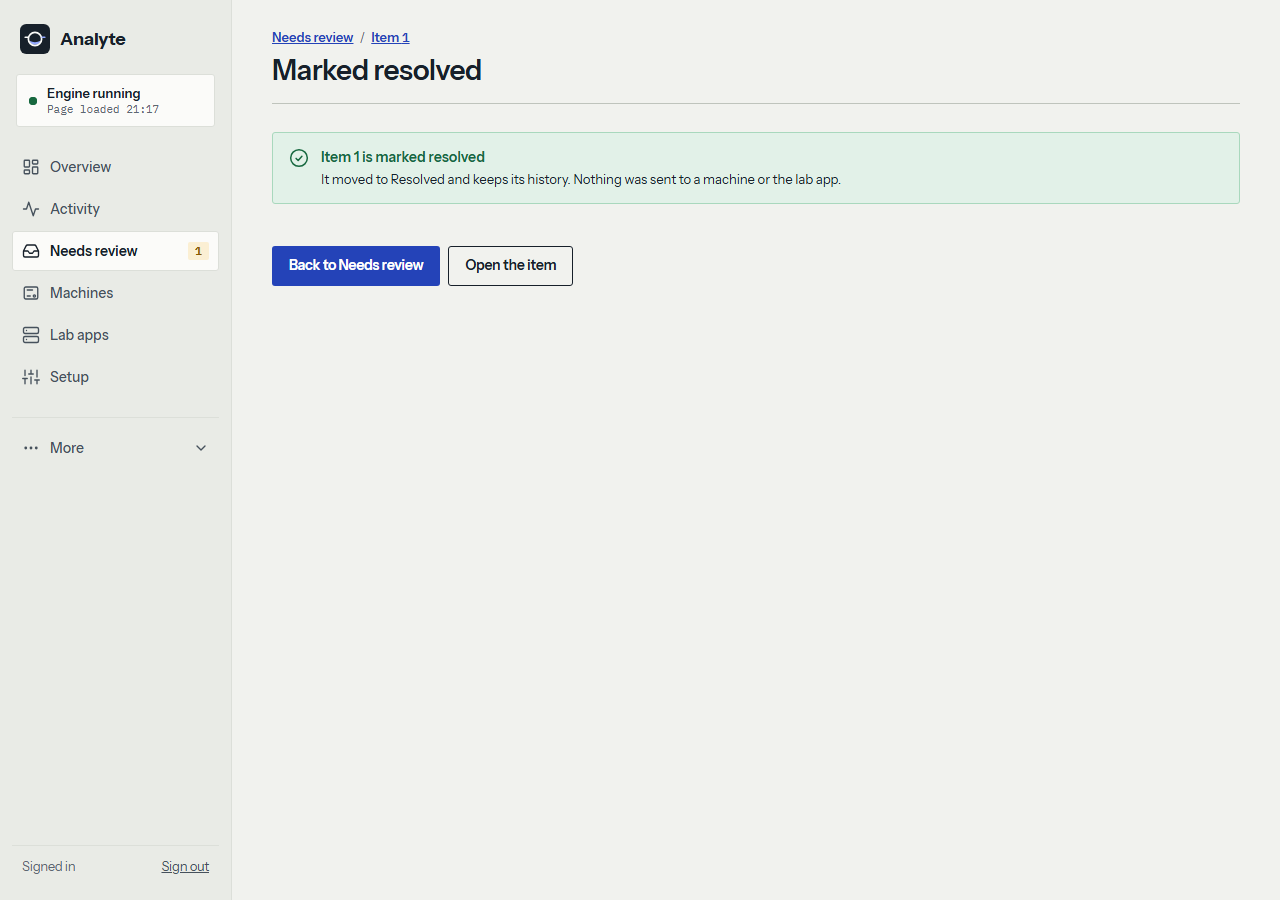 Analyte
Engine running
Page loaded 21:17
Overview
Activity
Needs review 1
Machines
Lab apps
Setup
More
Signed in
Sign out
Needs review / Item 1
Marked resolved
Item 1 is marked resolved
It moved to Resolved and keeps its history. Nothing was sent to a machine or the lab app.
Back to Needs review
Open the item